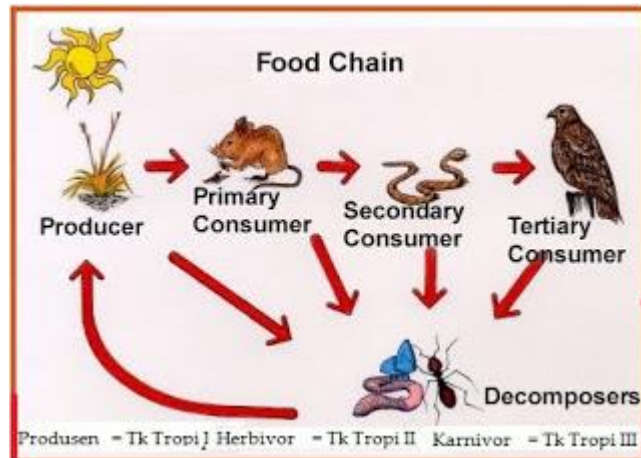 Food Chain
Producer
Primary
Consumer
Secondary
Consumer
Tertiary
Consumer
Decomposers
Produsen = Tk Tropi I Herbivor = Tk Tropi II Karnivor = Tk Tropi III